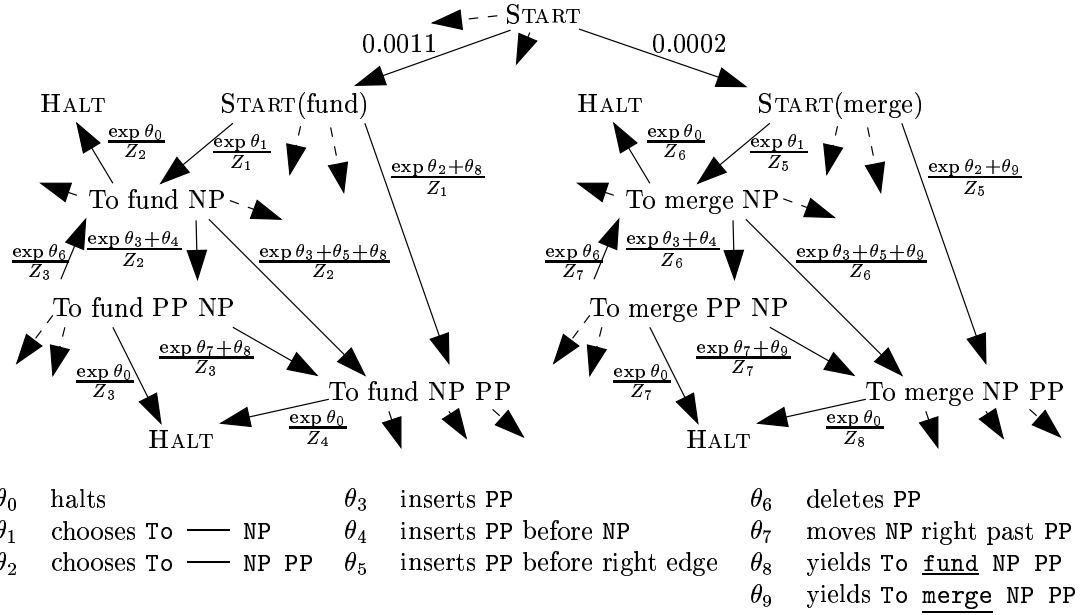 START
0.0011 0.0002
HALT START(fund) HALT START(merge)
exp θ0 / Z2 exp θ1 / Z1 exp θ2+θ8 / Z1 exp θ0 / Z6 exp θ1 / Z5 exp θ2+θ9 / Z5
To fund NP To merge NP
exp θ6 / Z3 exp θ3+θ4 / Z2 exp θ3+θ5+θ8 / Z2 exp θ6 / Z7 exp θ3+θ4 / Z6 exp θ3+θ5+θ9 / Z6
To fund PP NP To merge PP NP
exp θ0 / Z3 exp θ7+θ8 / Z3 exp θ0 / Z7 exp θ7+θ9 / Z7
To fund NP PP To merge NP PP
HALT exp θ0 / Z4 HALT exp θ0 / Z8
θ0 halts θ3 inserts PP θ6 deletes PP
θ1 chooses To —— NP θ4 inserts PP before NP θ7 moves NP right past PP
θ2 chooses To —— NP PP θ5 inserts PP before right edge θ8 yields To fund NP PP
θ9 yields To merge NP PP